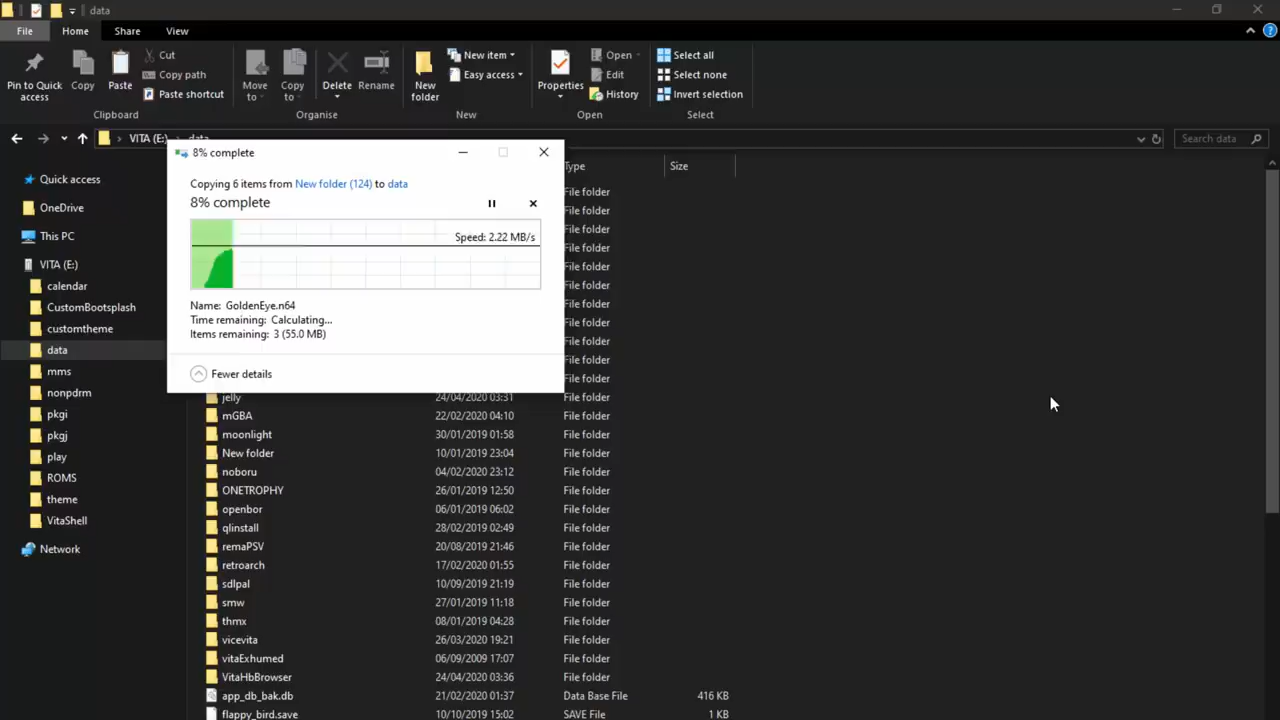 data
File
Home
Share
View
Pin to Quick access
Copy
Paste
Cut
Copy path
Paste shortcut
Clipboard
Move to
Copy to
Delete
Rename
Organise
New folder
New item
Easy access
New
Properties
Open
Edit
History
Open
Select all
Select none
Invert selection
Select
VITA (E:)
data
Search data
Quick access
OneDrive
This PC
VITA (E:)
calendar
CustomBootsplash
customtheme
data
mms
nonpdrm
pkgi
pkgj
play
ROMS
theme
VitaShell
Network
8% complete
Copying 6 items from New folder (124) to data
8% complete
Speed: 2.22 MB/s
Name: GoldenEye.n64
Time remaining: Calculating...
Items remaining: 3 (55.0 MB)
Fewer details
Type
Size
File folder
File folder
File folder
File folder
File folder
File folder
File folder
File folder
File folder
File folder
File folder
jelly 24/04/2020 03:31
mGBA 22/02/2020 04:10 File folder
moonlight 30/01/2019 01:58 File folder
New folder 10/01/2019 23:04 File folder
noboru 04/02/2020 23:12 File folder
ONETROPHY 26/01/2019 12:50 File folder
openbor 06/01/2019 06:02 File folder
qlinstall 28/02/2019 02:49 File folder
remaPSV 20/08/2019 21:46 File folder
retroarch 17/02/2020 01:55 File folder
sdlpal 10/09/2019 21:19 File folder
smw 27/01/2019 11:18 File folder
thmx 08/01/2019 04:28 File folder
vicevita 26/03/2020 19:21 File folder
vitaExhumed 06/09/2009 17:07 File folder
VitaHbBrowser 24/04/2020 03:36 File folder
app_db_bak.db 21/02/2020 01:37 Data Base File 416 KB
flappy_bird.save 10/10/2019 15:02 SAVE File 1 KB